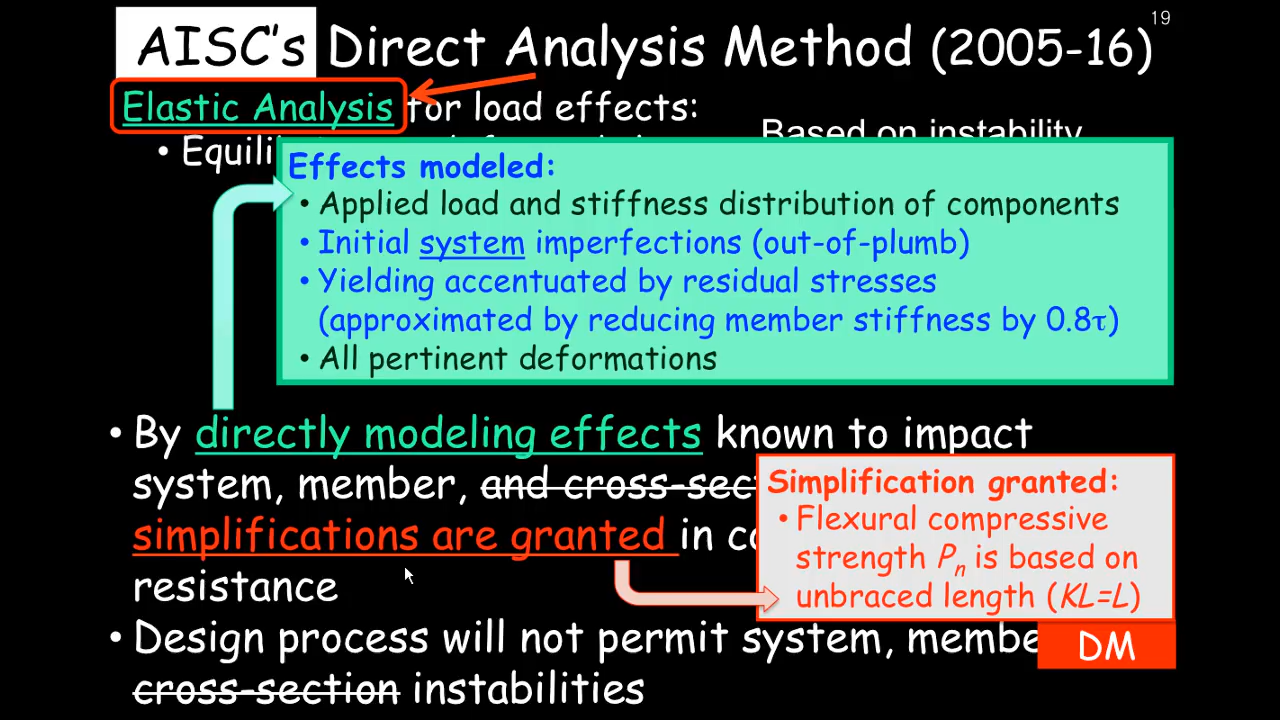 19
AISC's Direct Analysis Method (2005-16)
Elastic Analysis for load effects:
Based on instability
• Equili
Effects modeled:
• Applied load and stiffness distribution of components
• Initial system imperfections (out-of-plumb)
• Yielding accentuated by residual stresses
(approximated by reducing member stiffness by 0.8τ)
• All pertinent deformations
• By directly modeling effects known to impact
system, member, and cross-sec
simplifications are granted in co
resistance
Simplification granted:
• Flexural compressive
strength Pn is based on
unbraced length (KL=L)
• Design process will not permit system, membe
DM
cross-section instabilities